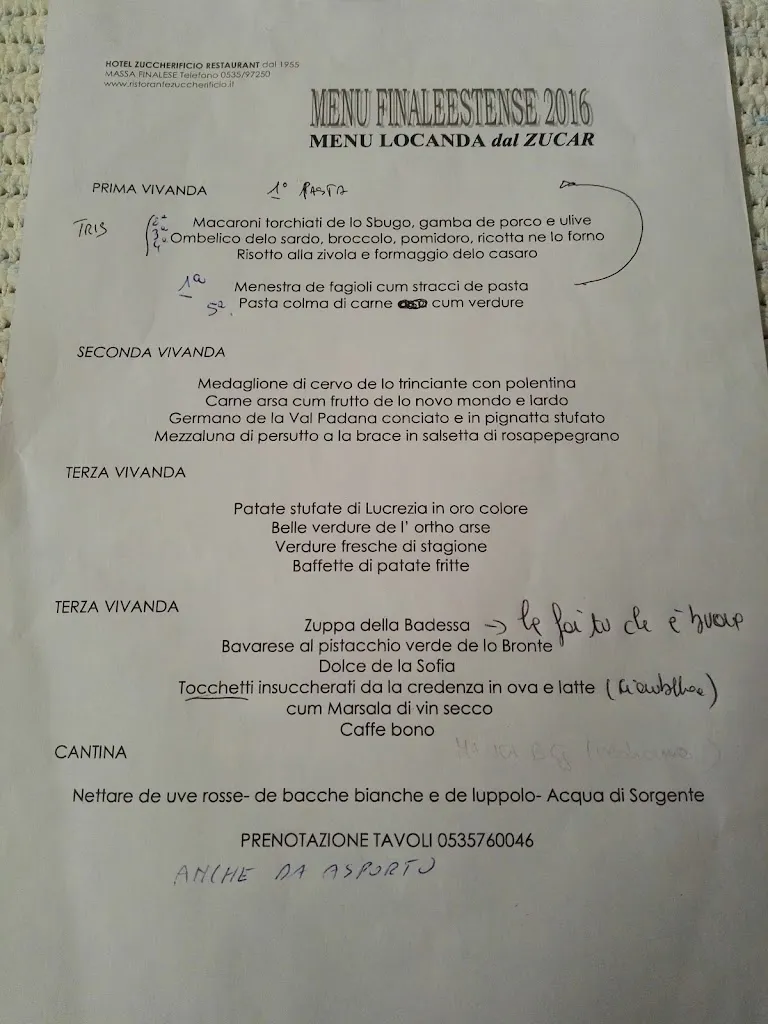 HOTEL ZUCCHERIFICIO RESTAURANT dal 1955
MASSA FINALESE Telefono 0535/97250
www.ristorantezuccherificio.it
MENU FINALEESTENSE 2016
MENU LOCANDA dal ZUCAR
PRIMA VIVANDA 1° PASTA
TRIS 2ª Macaroni torchiati de lo Sbugo, gamba de porco e ulive
3ª Ombelico delo sardo, broccolo, pomidoro, ricotta ne lo forno
4ª Risotto alla zivola e formaggio delo casaro
1ª Menestra de fagioli cum stracci de pasta
5ª. Pasta colma di carne cum verdure
SECONDA VIVANDA
Medaglione di cervo de lo trinciante con polentina
Carne arsa cum frutto de lo novo mondo e lardo
Germano de la Val Padana conciato e in pignatta stufato
Mezzaluna di persutto a la brace in salsetta di rosapepegrano
TERZA VIVANDA
Patate stufate di Lucrezia in oro colore
Belle verdure de l' ortho arse
Verdure fresche di stagione
Baffette di patate fritte
TERZA VIVANDA
Zuppa della Badessa → la fai tu che è buona
Bavarese al pistacchio verde de lo Bronte
Dolce de la Sofia
Tocchetti insuccherati da la credenza in ova e latte
cum Marsala di vin secco
Caffe bono
CANTINA
Nettare de uve rosse- de bacche bianche e de luppolo- Acqua di Sorgente
PRENOTAZIONE TAVOLI 0535760046
ANCHE DA ASPORTO